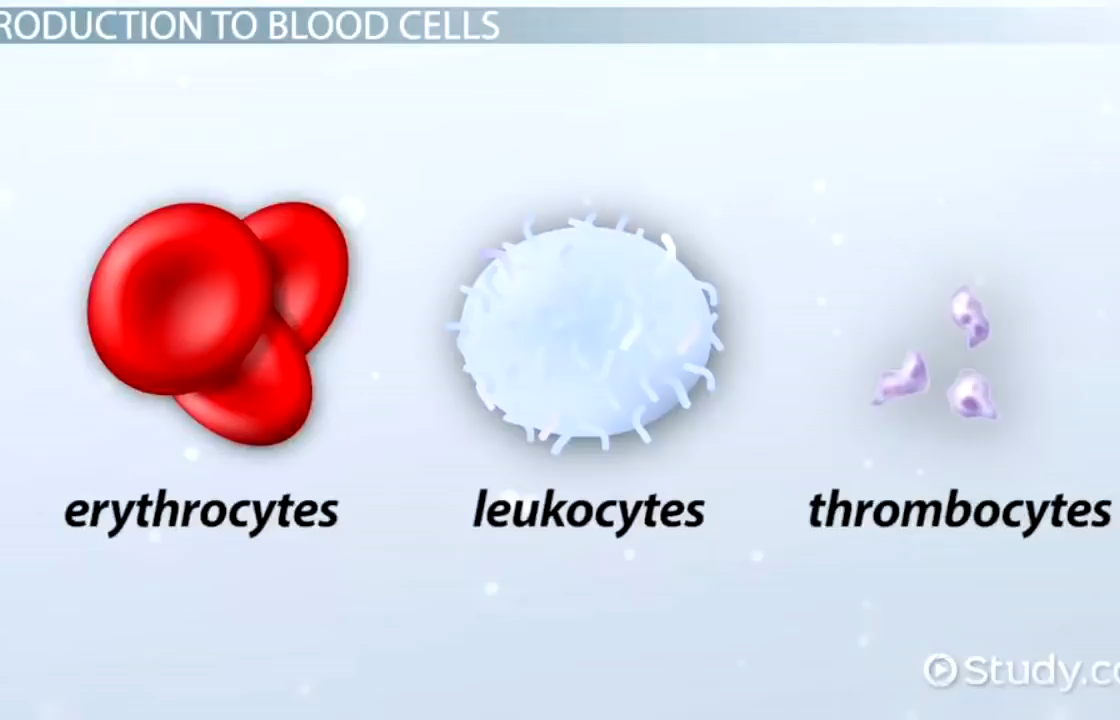 RODUCTION TO BLOOD CELLS
erythrocytes
leukocytes
thrombocytes
Study.co